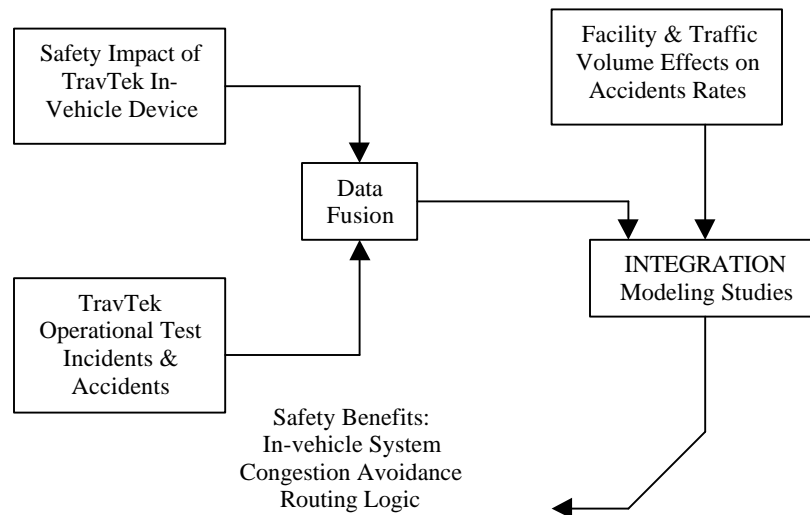 Safety Impact of
TravTek In-
Vehicle Device
Facility & Traffic
Volume Effects on
Accidents Rates
Data
Fusion
INTEGRATION
Modeling Studies
TravTek
Operational Test
Incidents &
Accidents
Safety Benefits:
In-vehicle System
Congestion Avoidance
Routing Logic